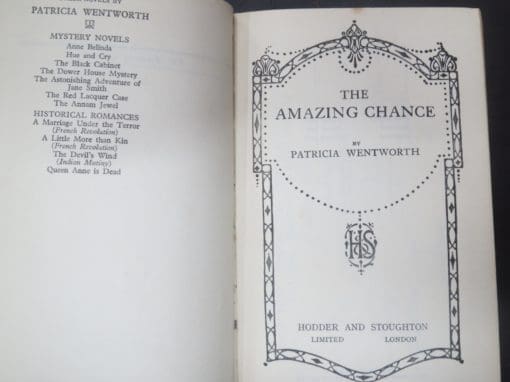 NOVELS BY
PATRICIA WENTWORTH
MYSTERY NOVELS
Anne Belinda
Hue and Cry
The Black Cabinet
The Dower House Mystery
The Astonishing Adventure of
Jane Smith
The Red Lacquer Case
The Annam Jewel
HISTORICAL ROMANCES
A Marriage Under the Terror
(French Revolution)
A Little More than Kin
(French Revolution)
The Devil's Wind
(Indian Mutiny)
Queen Anne is Dead
THE
AMAZING CHANCE
BY
PATRICIA WENTWORTH
HS
HODDER AND STOUGHTON
LIMITED LONDON